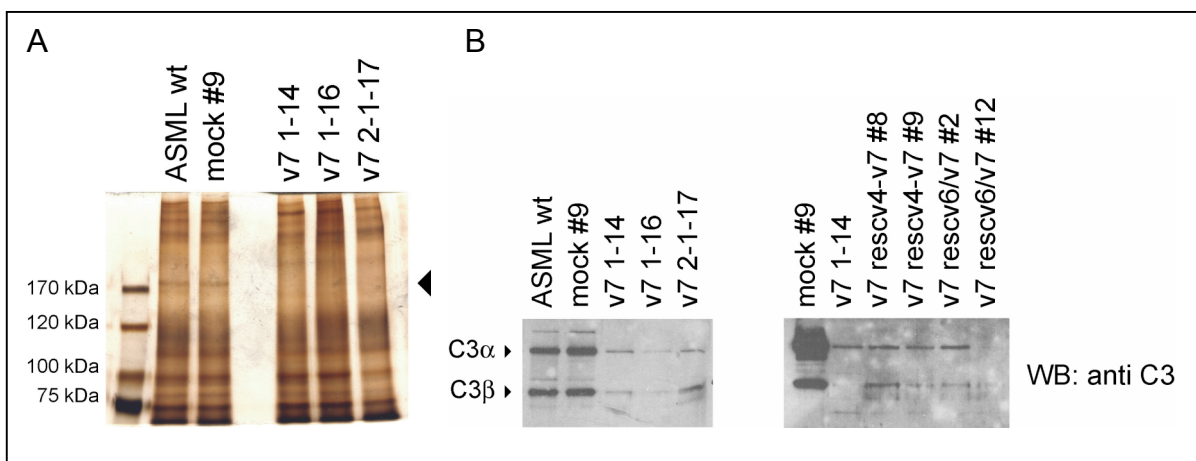 A
ASML wt
mock #9
v7 1-14
v7 1-16
v7 2-1-17
170 kDa
120 kDa
100 kDa
75 kDa
B
ASML wt
mock #9
v7 1-14
v7 1-16
v7 2-1-17
C3α
C3β
mock #9
v7 1-14
v7 rescv4-v7 #8
v7 rescv4-v7 #9
v7 rescv6/v7 #2
v7 rescv6/v7 #12
WB: anti C3